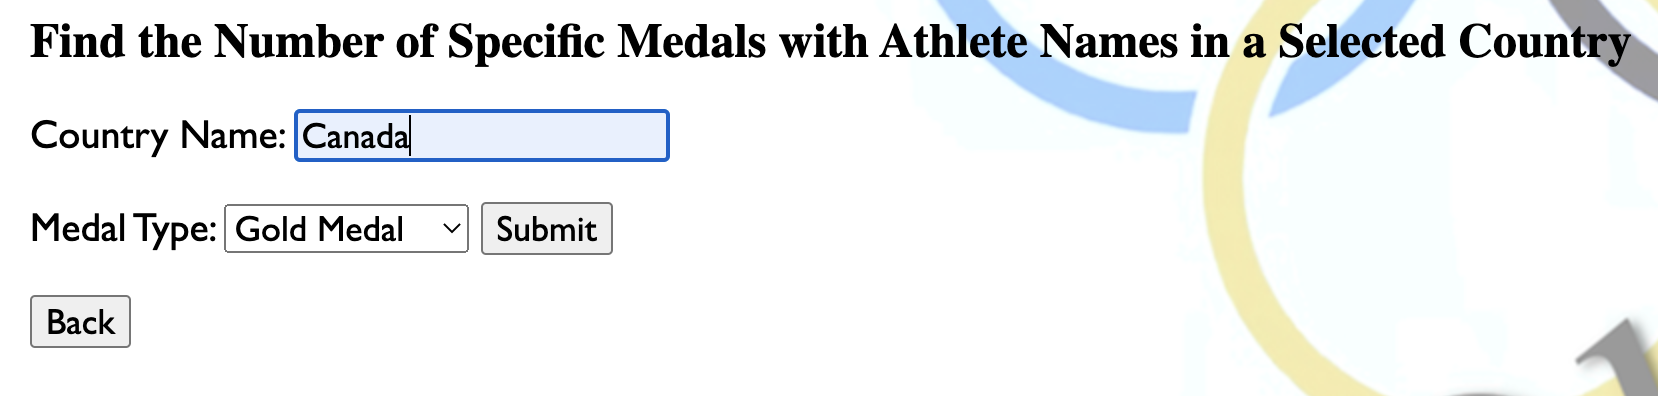 Find the Number of Specific Medals with Athlete Names in a Selected Country
Country Name: Canada
Medal Type: Gold Medal Submit
Back